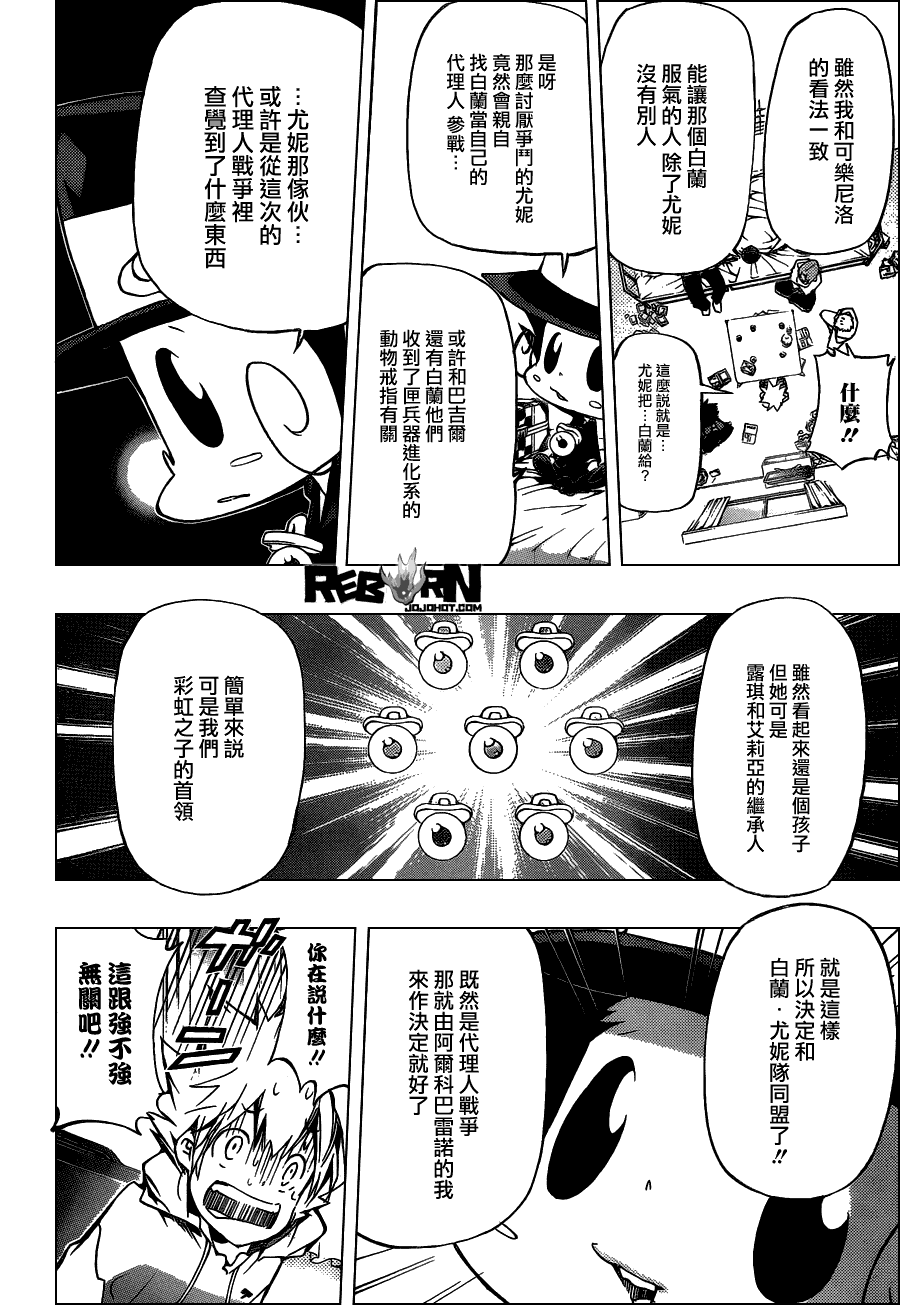 雖然我和可樂尼洛
的看法一致
能讓那個白蘭
服氣的人 除了尤妮
沒有別人
什麼!!
這麼説就是…
尤妮把…白蘭給？
是呀
那麼討厭爭鬥的尤妮
竟然會親自
找白蘭當自己的
代理人 參戰…
或許和巴吉爾
還有白蘭他們
收到了匣兵器進化系的
動物戒指有關
…尤妮那傢伙…
或許是從這次的
代理人戰爭裡
查覺到了什麼東西
REBORN
JOJOHOT.COM
雖然看起來還是個孩子
但她可是
露琪和艾莉亞的繼承人
簡單來說
可是我們
彩虹之子的首領
就是這樣
所以決定和
白蘭．尤妮隊同盟了!!
既然是代理人戰爭
那就由阿爾科巴雷諾的我
來作決定就好了
你在説什麼!!
這跟強不強
無關吧!!